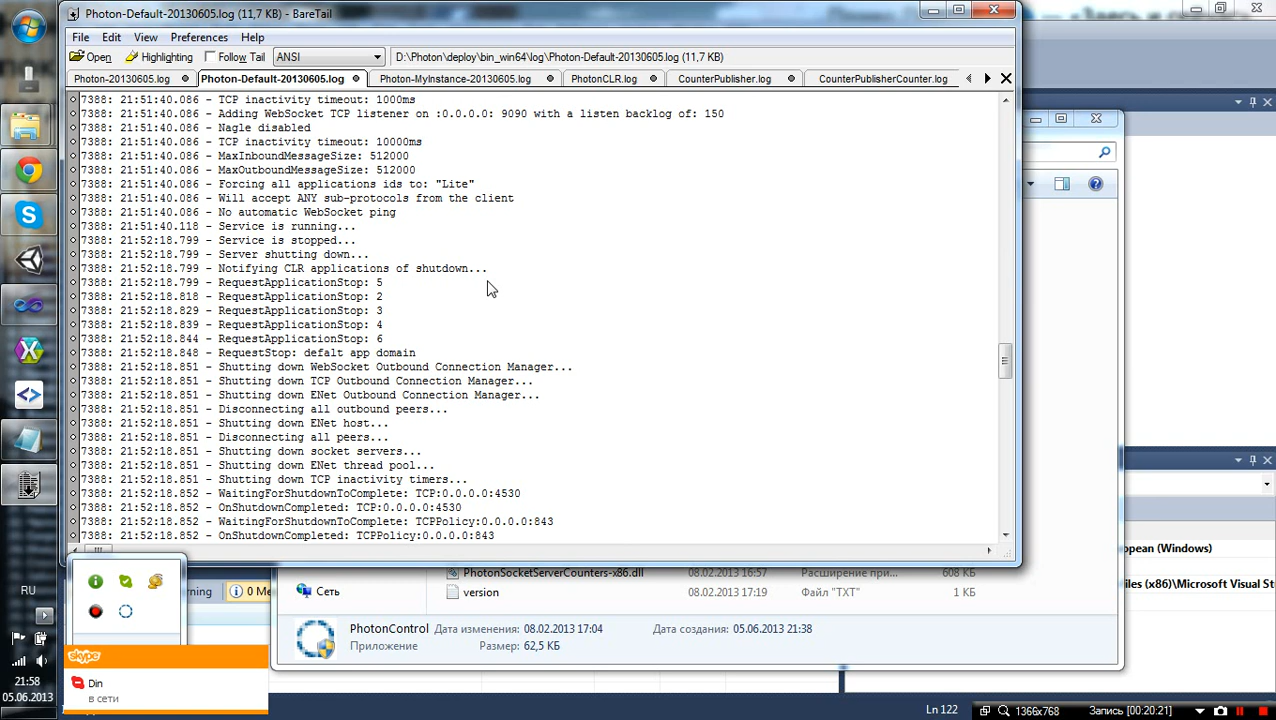 Photon-Default-20130605.log (11,7 KB) - BareTail
File Edit View Preferences Help
Open Highlighting Follow Tail ANSI D:\Photon\deploy\bin_win64\log\Photon-Default-20130605.log (11,7 KB)
Photon-20130605.log Photon-Default-20130605.log Photon-MyInstance-20130605.log PhotonCLR.log CounterPublisher.log CounterPublisherCounter.log
7388: 21:51:40.086 - TCP inactivity timeout: 1000ms
7388: 21:51:40.086 - Adding WebSocket TCP listener on :0.0.0.0: 9090 with a listen backlog of: 150
7388: 21:51:40.086 - Nagle disabled
7388: 21:51:40.086 - TCP inactivity timeout: 10000ms
7388: 21:51:40.086 - MaxInboundMessageSize: 512000
7388: 21:51:40.086 - MaxOutboundMessageSize: 512000
7388: 21:51:40.086 - Forcing all applications ids to: "Lite"
7388: 21:51:40.086 - Will accept ANY sub-protocols from the client
7388: 21:51:40.086 - No automatic WebSocket ping
7388: 21:51:40.118 - Service is running...
7388: 21:52:18.799 - Service is stopped...
7388: 21:52:18.799 - Server shutting down...
7388: 21:52:18.799 - Notifying CLR applications of shutdown...
7388: 21:52:18.799 - RequestApplicationStop: 5
7388: 21:52:18.818 - RequestApplicationStop: 2
7388: 21:52:18.829 - RequestApplicationStop: 3
7388: 21:52:18.839 - RequestApplicationStop: 4
7388: 21:52:18.844 - RequestApplicationStop: 6
7388: 21:52:18.848 - RequestStop: defalt app domain
7388: 21:52:18.851 - Shutting down WebSocket Outbound Connection Manager...
7388: 21:52:18.851 - Shutting down TCP Outbound Connection Manager...
7388: 21:52:18.851 - Shutting down ENet Outbound Connection Manager...
7388: 21:52:18.851 - Disconnecting all outbound peers...
7388: 21:52:18.851 - Shutting down ENet host...
7388: 21:52:18.851 - Disconnecting all peers...
7388: 21:52:18.851 - Shutting down socket servers...
7388: 21:52:18.851 - Shutting down ENet thread pool...
7388: 21:52:18.851 - Shutting down TCP inactivity timers...
7388: 21:52:18.852 - WaitingForShutdownToComplete: TCP:0.0.0.0:4530
7388: 21:52:18.852 - OnShutdownCompleted: TCP:0.0.0.0:4530
7388: 21:52:18.852 - WaitingForShutdownToComplete: TCPPolicy:0.0.0.0:843
7388: 21:52:18.852 - OnShutdownCompleted: TCPPolicy:0.0.0.0:843
ropean (Windows)
PhotonSocketServerCounters-x86.dll 08.02.2013 16:57 Расширение при... 608 КБ
iles (x86)\Microsoft Visual St
RU
rning 0 Me
Сеть
version 08.02.2013 17:19 Файл "TXT" 1 КБ
PhotonControl Дата изменения: 08.02.2013 17:04 Дата создания: 05.06.2013 21:38
Приложение Размер: 62,5 КБ
skype
Din
в сети
21:58
05.06.2013
Ln 122
1366x768 Запись [00:20:21]